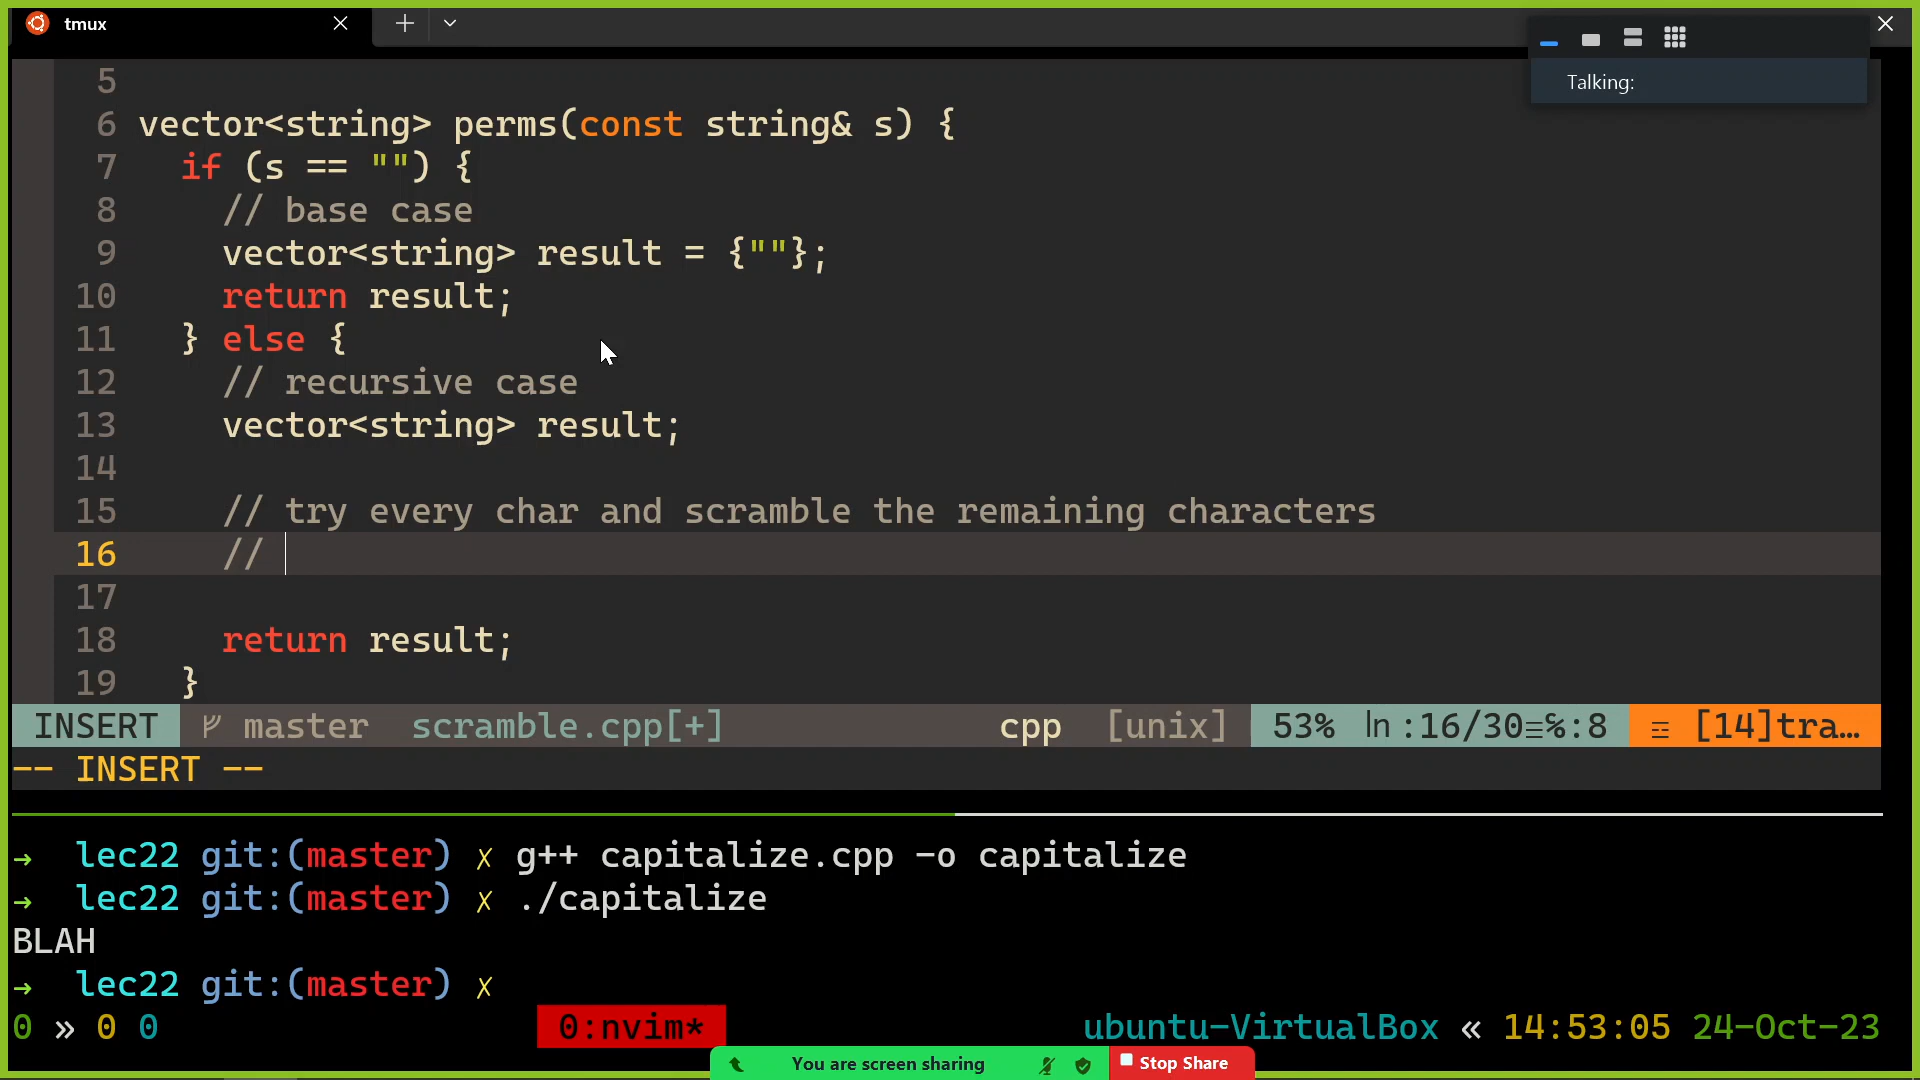 tmux
Talking:
5
6 vector<string> perms(const string& s) {
7 if (s == "") {
8 // base case
9 vector<string> result = {""};
10 return result;
11 } else {
12 // recursive case
13 vector<string> result;
14
15 // try every char and scramble the remaining characters
16 //
17
18 return result;
19 }
INSERT master scramble.cpp[+] cpp [unix] 53% ln :16/30≡%:8 ☰ [14]tra…
-- INSERT --
→ lec22 git:(master) ✗ g++ capitalize.cpp -o capitalize
→ lec22 git:(master) ✗ ./capitalize
BLAH
→ lec22 git:(master) ✗
0 » 0 0 0:nvim* ubuntu-VirtualBox « 14:53:05 24-Oct-23
You are screen sharing Stop Share